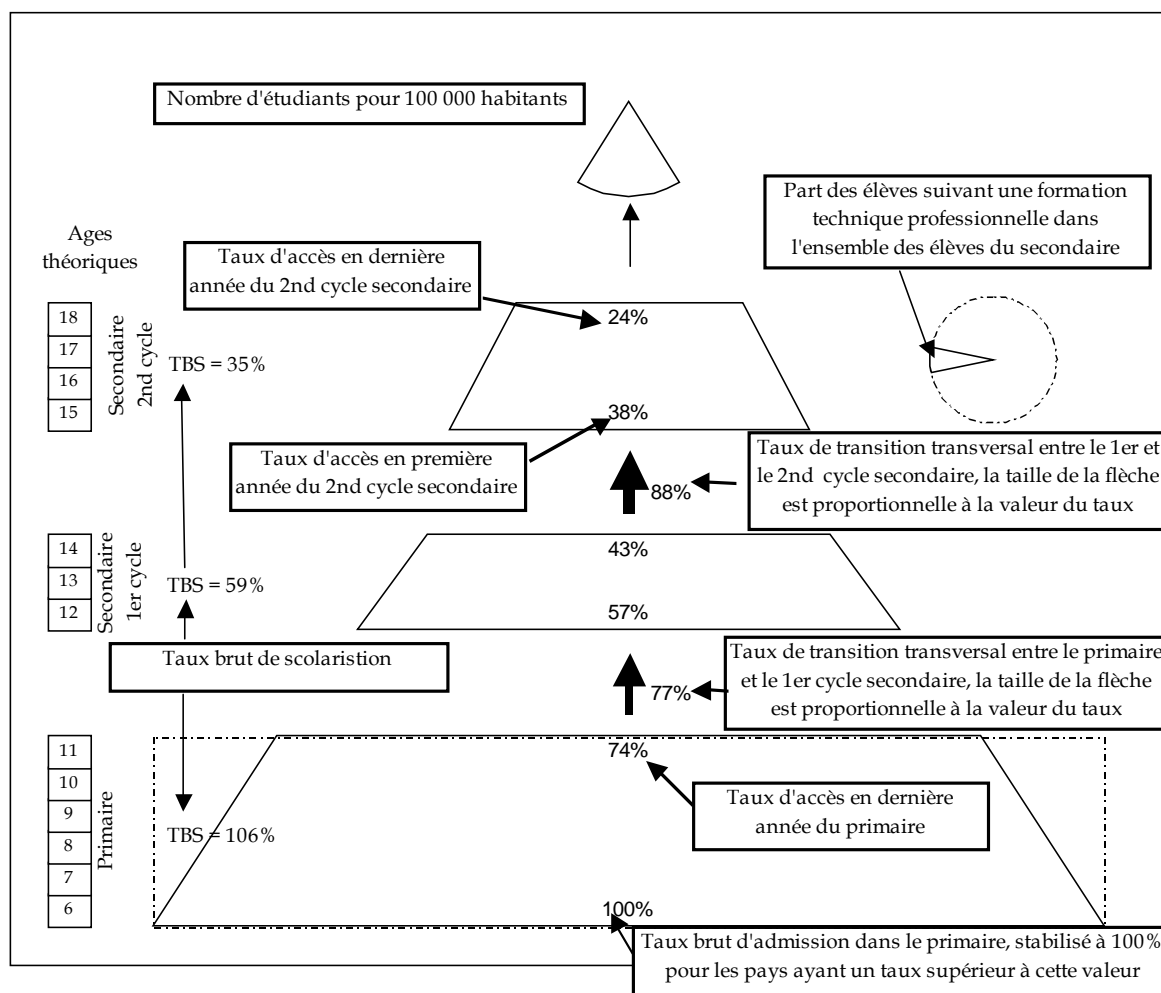 Nombre d'étudiants pour 100 000 habitants
Part des élèves suivant une formation
technique professionnelle dans
l'ensemble des élèves du secondaire
Ages
théoriques
Taux d'accès en dernière
année du 2nd cycle secondaire
18
17
16
15
Secondaire
2nd cycle
TBS = 35%
24%
38%
Taux d'accès en première
année du 2nd cycle secondaire
88%
Taux de transition transversal entre le 1er et
le 2nd cycle secondaire, la taille de la flèche
est proportionnelle à la valeur du taux
14
13
12
Secondaire
1er cycle
TBS = 59%
43%
57%
Taux brut de scolaristion
77%
Taux de transition transversal entre le primaire
et le 1er cycle secondaire, la taille de la flèche
est proportionnelle à la valeur du taux
11
10
9
8
7
6
Primaire
TBS = 106%
74%
Taux d'accès en dernière
année du primaire
100%
Taux brut d'admission dans le primaire, stabilisé à 100%
pour les pays ayant un taux supérieur à cette valeur